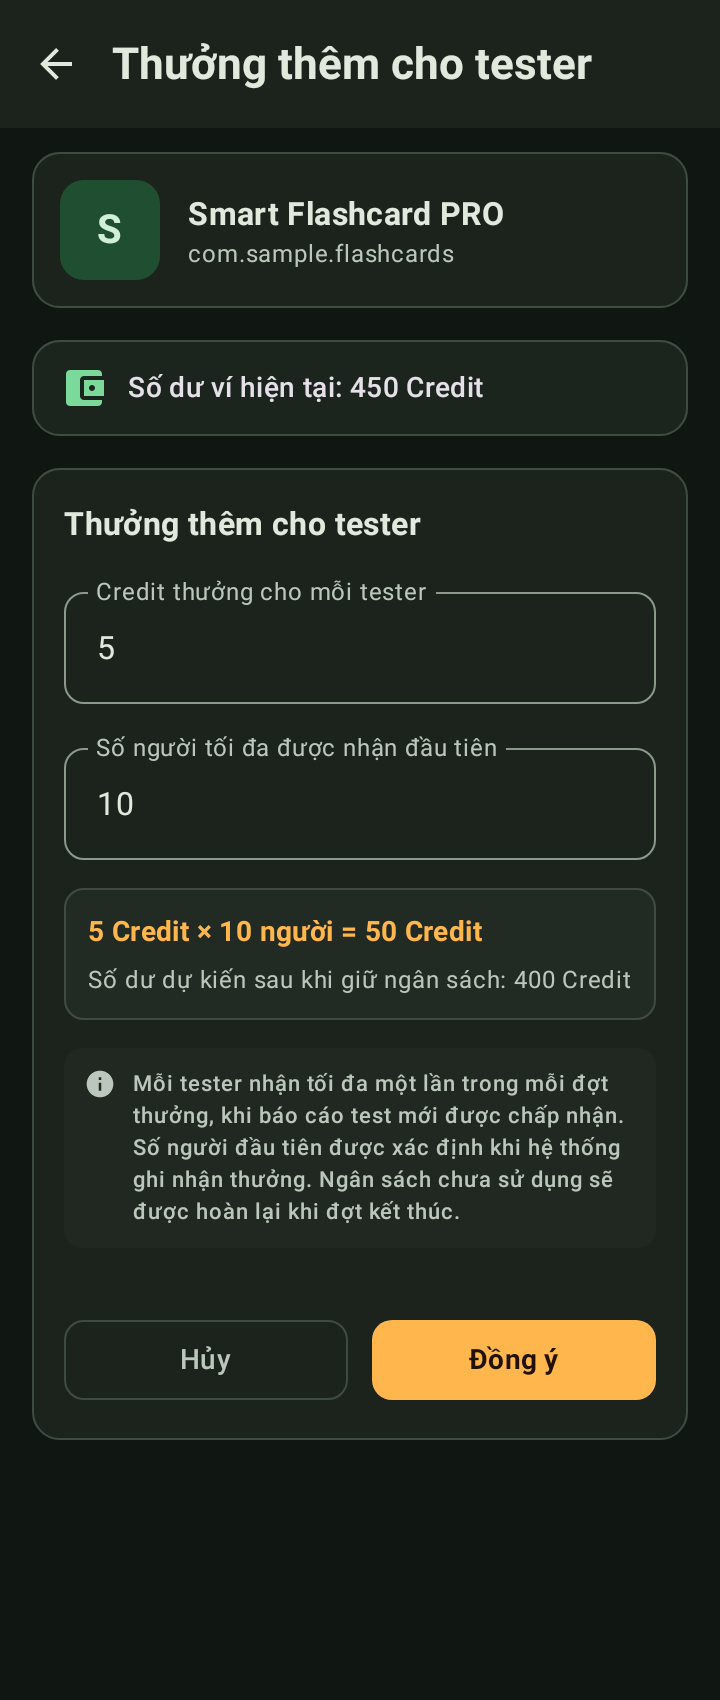 Thưởng thêm cho tester
S
Smart Flashcard PRO
com.sample.flashcards
Số dư ví hiện tại: 450 Credit
Thưởng thêm cho tester
Credit thưởng cho mỗi tester
5
Số người tối đa được nhận đầu tiên
10
5 Credit × 10 người = 50 Credit
Số dư dự kiến sau khi giữ ngân sách: 400 Credit
Mỗi tester nhận tối đa một lần trong mỗi đợt
thưởng, khi báo cáo test mới được chấp nhận.
Số người đầu tiên được xác định khi hệ thống
ghi nhận thưởng. Ngân sách chưa sử dụng sẽ
được hoàn lại khi đợt kết thúc.
Hủy
Đồng ý